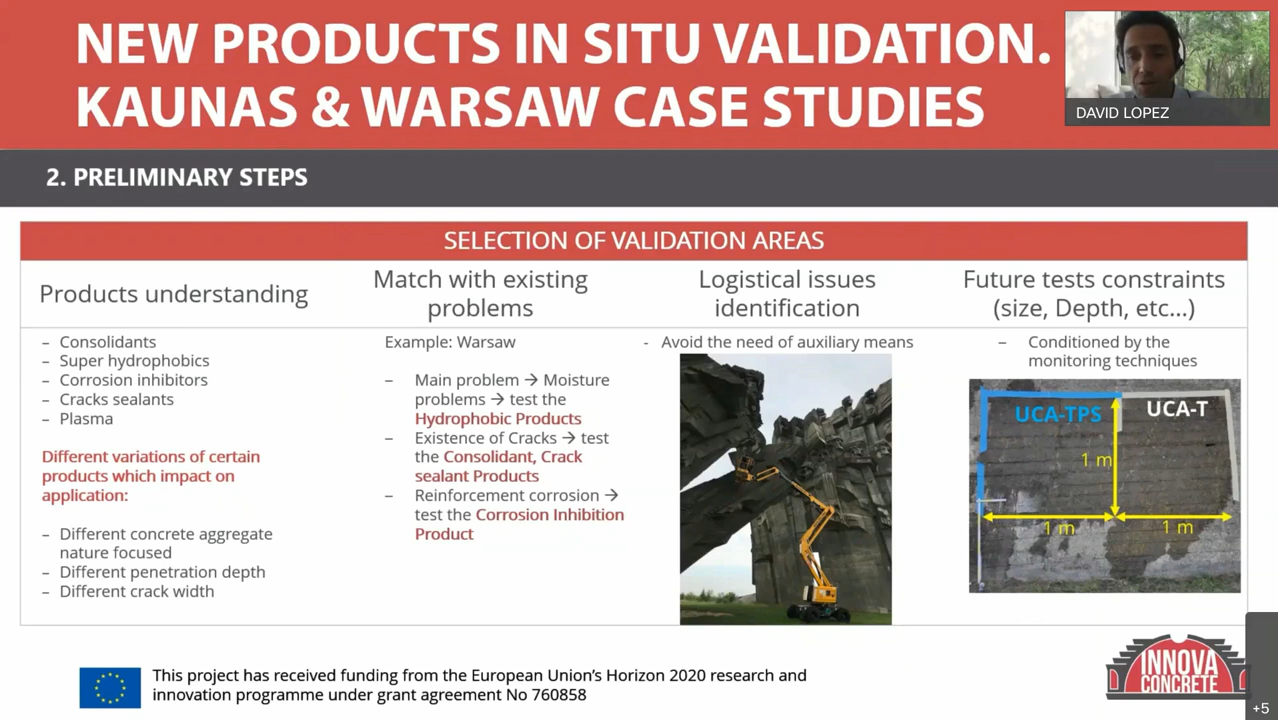 NEW PRODUCTS IN SITU VALIDATION.
KAUNAS & WARSAW CASE STUDIES
DAVID LOPEZ
2. PRELIMINARY STEPS
SELECTION OF VALIDATION AREAS
Products understanding
– Consolidants
– Super hydrophobics
– Corrosion inhibitors
– Cracks sealants
– Plasma
Different variations of certain
products which impact on
application:
– Different concrete aggregate
nature focused
– Different penetration depth
– Different crack width
Match with existing
problems
Example: Warsaw
– Main problem → Moisture
problems → test the
Hydrophobic Products
– Existence of Cracks → test
the Consolidant, Crack
sealant Products
– Reinforcement corrosion →
test the Corrosion Inhibition
Product
Logistical issues
identification
- Avoid the need of auxiliary means
Future tests constraints
(size, Depth, etc...)
– Conditioned by the
monitoring techniques
UCA-TPS
UCA-T
1 m
1 m
1 m
This project has received funding from the European Union's Horizon 2020 research and
innovation programme under grant agreement No 760858
INNOVA
CONCRETE
+5